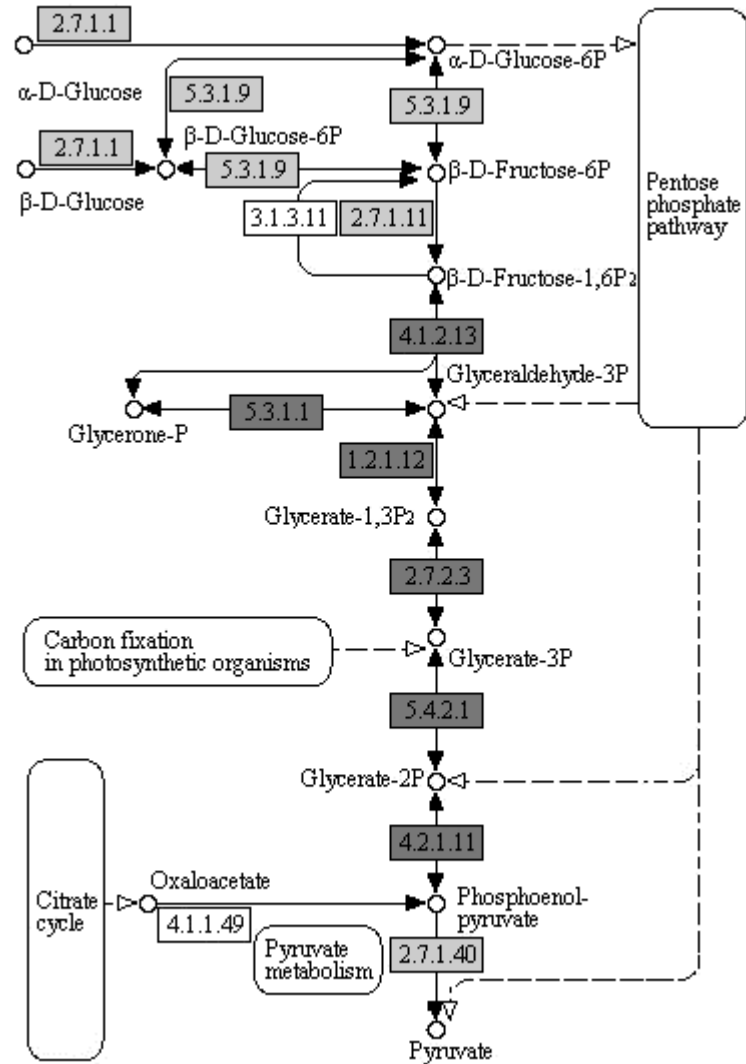 2.7.1.1
α-D-Glucose
α-D-Glucose-6P
5.3.1.9
5.3.1.9
2.7.1.1
β-D-Glucose-6P
β-D-Glucose
5.3.1.9
β-D-Fructose-6P
3.1.3.11
2.7.1.11
Pentose
phosphate
pathway
β-D-Fructose-1,6P2
4.1.2.13
Glyceraldehyde-3P
5.3.1.1
Glycerone-P
1.2.1.12
Glycerate-1,3P2
2.7.2.3
Carbon fixation
in photosynthetic organisms
Glycerate-3P
5.4.2.1
Glycerate-2P
4.2.1.11
Oxaloacetate
Citrate
cycle
4.1.1.49
Phosphoenol-
pyruvate
Pyruvate
metabolism
2.7.1.40
Pyruvate